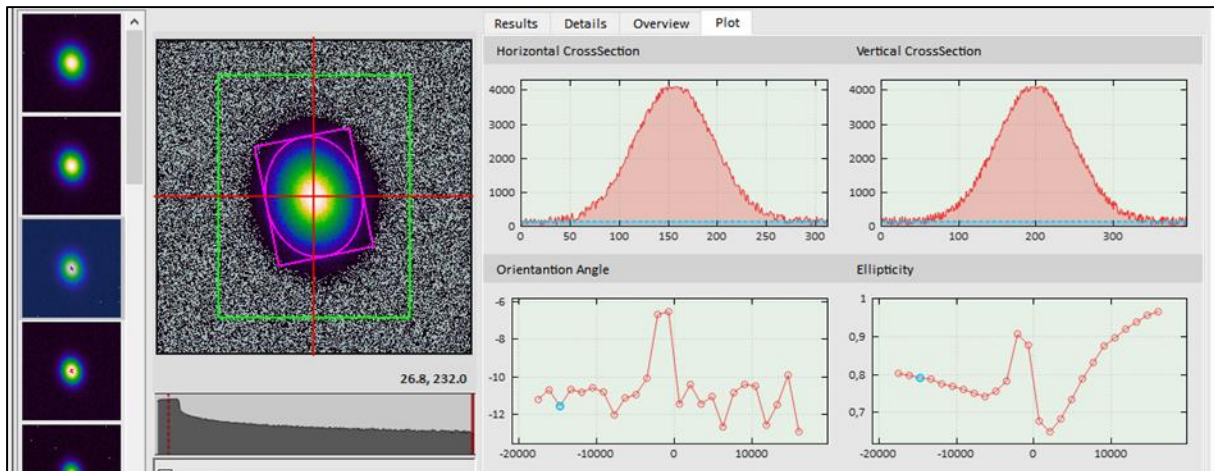 Results Details Overview Plot
Horizontal CrossSection
4000
3000
2000
1000
0
0 50 100 150 200 250 300
Vertical CrossSection
4000
3000
2000
1000
0
0 100 200 300
26.8, 232.0
Orientantion Angle
-6
-8
-10
-12
-20000 -10000 0 10000
Ellipticity
1
0,9
0,8
0,7
-20000 -10000 0 10000